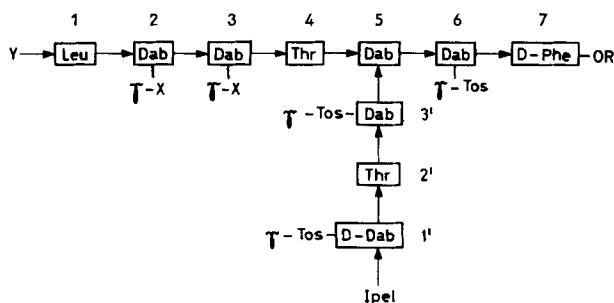 1 2 3 4 5 6 7
Y Leu Dab Dab Thr Dab Dab D-Phe OR
γ-X γ-X γ-Tos
γ-Tos Dab 3'
Thr 2'
γ-Tos D-Dab 1'
Ipel